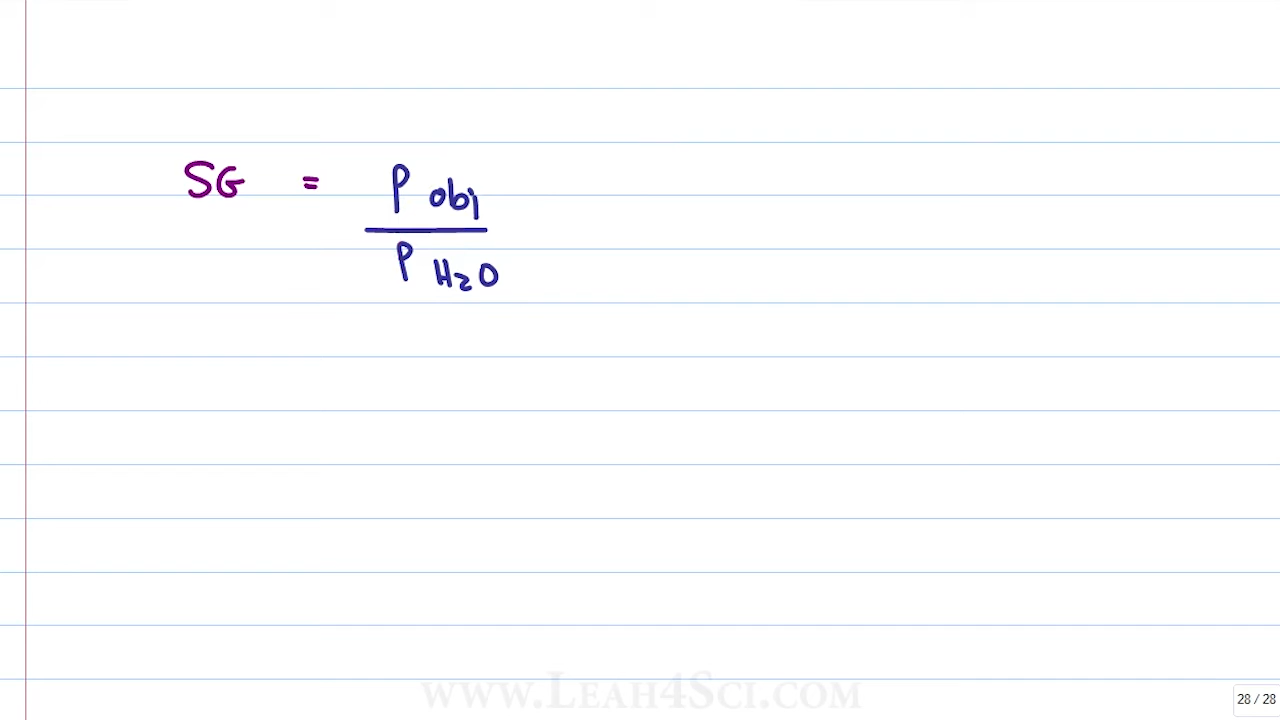 SG = ρ obj
ρ H₂O
www.Leah4Sci.com
28 / 28